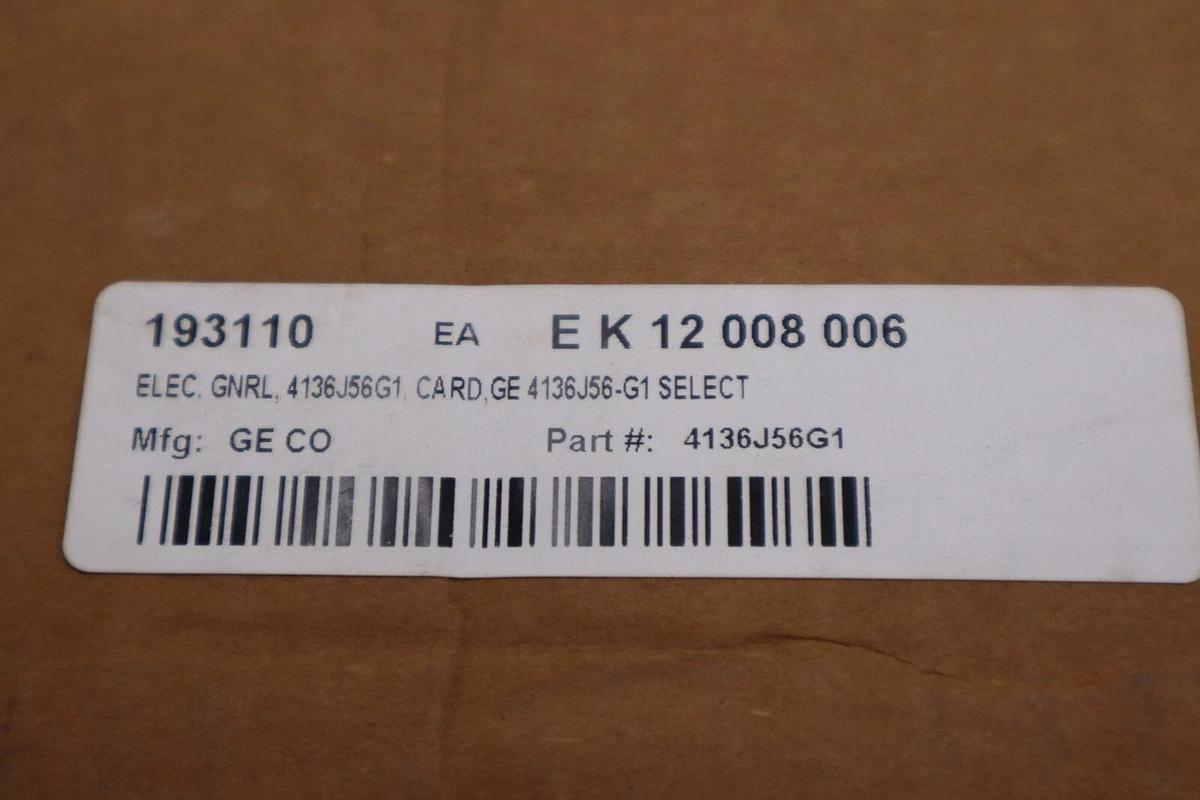 193110 EA E K 12 008 006
ELEC, GNRL, 4136J56G1, CARD,GE 4136J56-G1 SELECT
Mfg: GE CO Part #: 4136J56G1